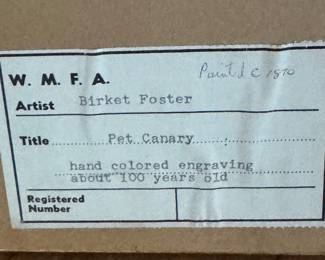 W. M. F. A.
Paint'd c 1870
Artist Birket Foster
Title Pet Canary
hand colored engraving
about 100 years old
Registered
Number